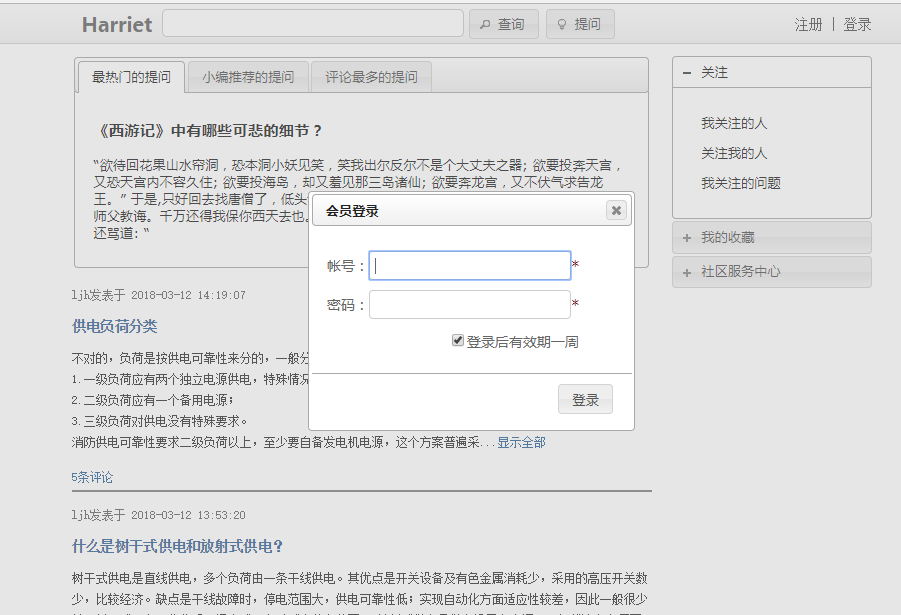 Harriet
查询
提问
注册 | 登录
最热门的提问
小编推荐的提问
评论最多的提问
关注
《西游记》中有哪些可悲的细节？
我关注的人
“欲待回花果山水帘洞，恐本洞小妖见笑，笑我出尔反尔不是个大丈夫之器；欲要投奔天宫，
又恐天宫内不容久住；欲要投海岛，却又羞见那三岛诸仙；欲要奔龙宫，又不伏气求告龙
王。” 于是,只好回去找唐僧了，低头
师父教诲。千万还得我保你西天去也。
还骂道：“
关注我的人
我关注的问题
我的收藏
社区服务中心
会员登录
帐号：
*
密码：
*
登录后有效期一周
登录
ljh发表于 2018-03-12 14:19:07
供电负荷分类
不对的，负荷是按供电可靠性来分的，一般分
1.一级负荷应有两个独立电源供电，特殊情况
2.二级负荷应有一个备用电源；
3.三级负荷对供电没有特殊要求。
消防供电可靠性要求二级负荷以上，至少要自备发电机电源，这个方案普遍采...显示全部
5条评论
ljh发表于 2018-03-12 13:53:20
什么是树干式供电和放射式供电？
树干式供电是直线供电，多个负荷由一条干线供电。其优点是开关设备及有色金属消耗少，采用的高压开关数
少，比较经济。缺点是干线故障时，停电范围大，供电可靠性低；实现自动化方面适应性较差，因此一般很少